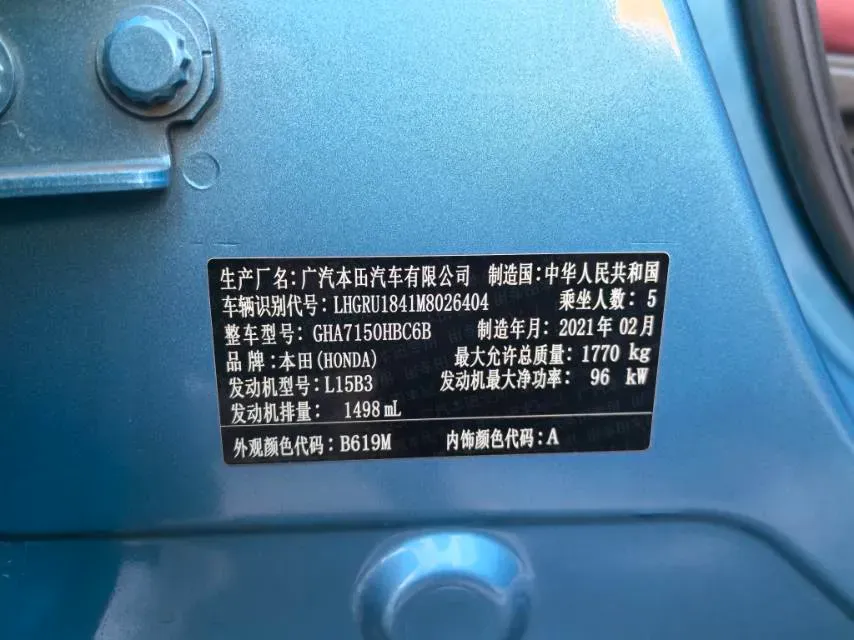 生产厂名:广汽本田汽车有限公司 制造国:中华人民共和国
车辆识别代号:LHGRU1841M8026404 乘坐人数: 5
整车型号:GHA7150HBC6B 制造年月:2021年 02月
品 牌:本田(HONDA) 最大允许总质量:1770 kg
发动机型号:L15B3 发动机最大净功率: 96 kW
发动机排量: 1498 mL
外观颜色代码:B619M 内饰颜色代码:A